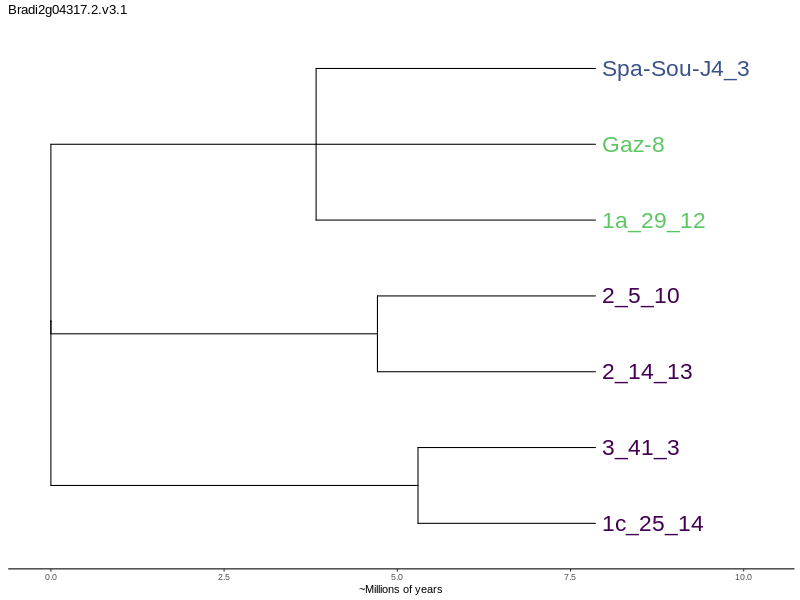 Bradi2g04317.2.v3.1
Spa-Sou-J4_3
Gaz-8
1a_29_12
2_5_10
2_14_13
3_41_3
1c_25_14
0.0 2.5 5.0 7.5 10.0
~Millions of years